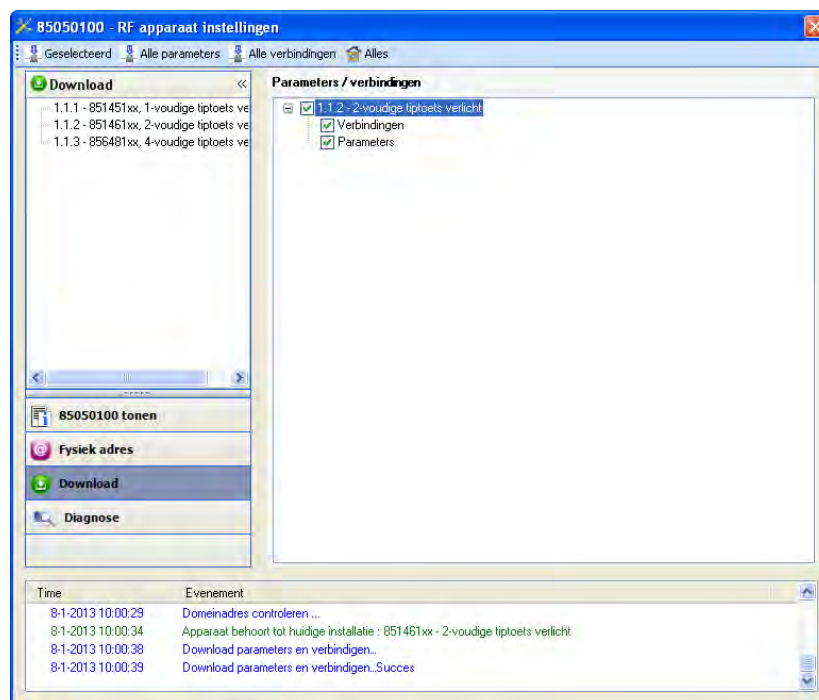 85050100 - RF apparaat instellingen
Geselecteerd Alle parameters Alle verbindingen Alles
Download «
1.1.1 - 851451xx, 1-voudige tiptoets ve
1.1.2 - 851461xx, 2-voudige tiptoets ve
1.1.3 - 856481xx, 4-voudige tiptoets ve
85050100 tonen
Fysiek adres
Download
Diagnose
Parameters / verbindingen
1.1.2 - 2-voudige tiptoets verlicht
Verbindingen
Parameters
Time Evenement
8-1-2013 10:00:29 Domeinadres controleren ...
8-1-2013 10:00:34 Apparaat behoort tot huidige installatie : 851461xx - 2-voudige tiptoets verlicht
8-1-2013 10:00:38 Download parameters en verbindigen...
8-1-2013 10:00:39 Download parameters en verbindigen...Succes